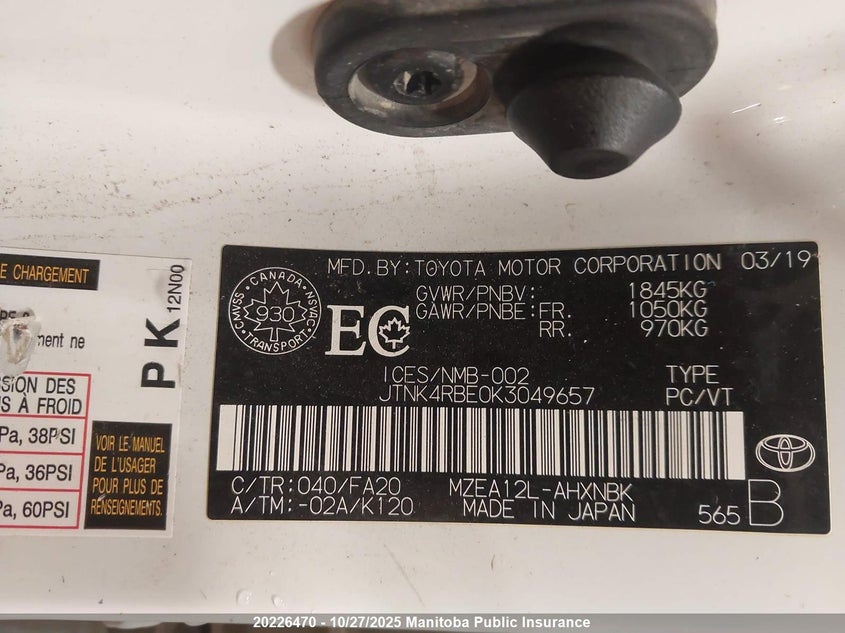 E CHARGEMENT
ment ne
SION DES
S À FROID
Pa, 38PSI
Pa, 36PSI
Pa, 60PSI
VOIR LE MANUEL
DE L'USAGER
POUR PLUS DE
RENSEIGNEMENTS.
PK
12N00
MFD.BY:TOYOTA MOTOR CORPORATION 03/19
GVWR/PNBV: 1845KG
GAWR/PNBE:FR. 1050KG
RR. 970KG
CANADA
CMVSS
NSVAC
930
TRANSPORT
EC
ICES/NMB-002 TYPE
JTNK4RBE0K3049657 PC/VT
C/TR:040/FA20 MZEA12L-AHXNBK
A/TM:-02A/K120 MADE IN JAPAN 565 B
20226470 - 10/27/2025 Manitoba Public Insurance